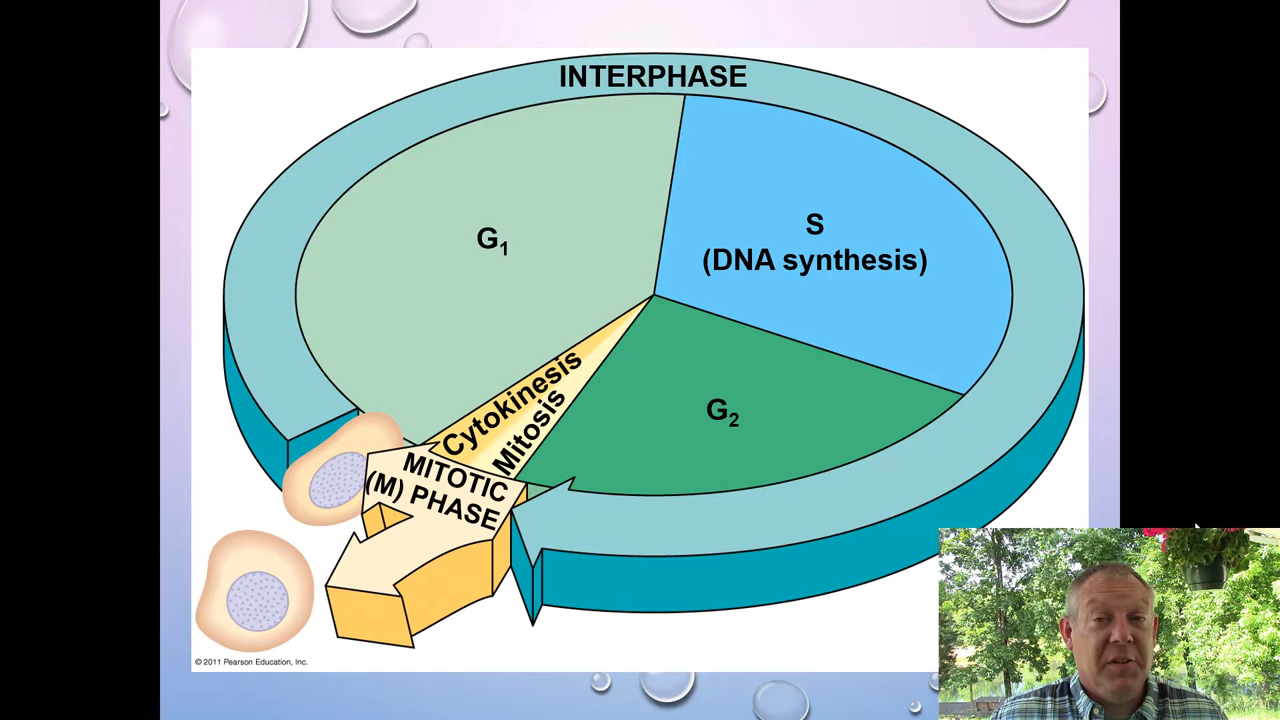 INTERPHASE
G₁
S
(DNA synthesis)
G₂
Cytokinesis
Mitosis
MITOTIC
(M) PHASE
© 2011 Pearson Education, Inc.